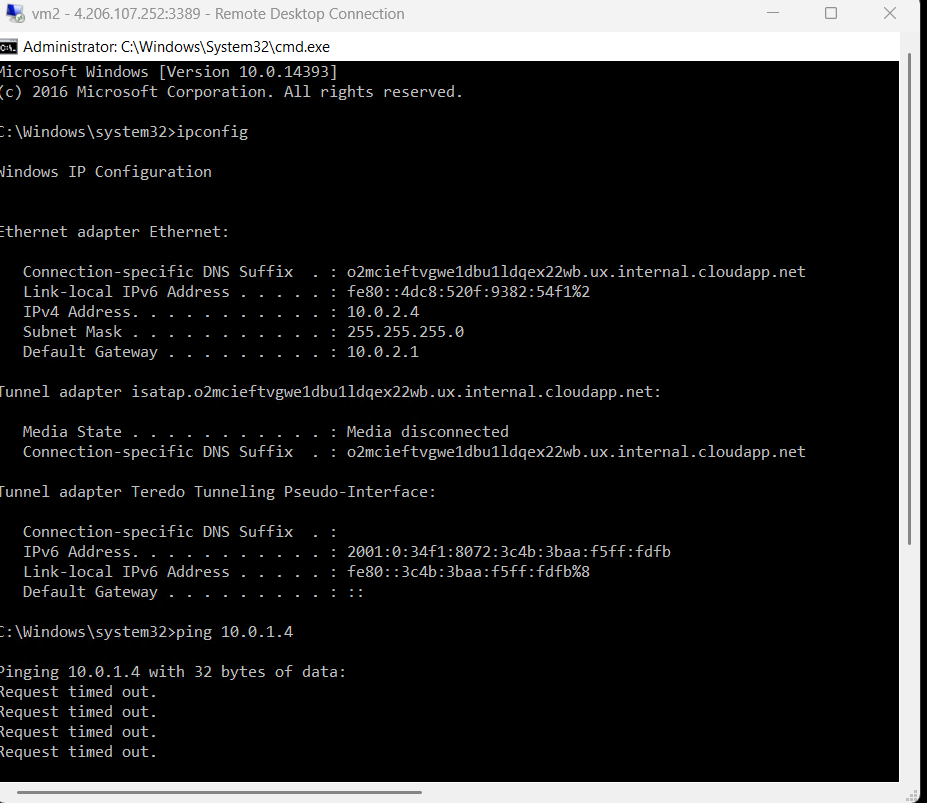 vm2 - 4.206.107.252:3389 - Remote Desktop Connection
Administrator: C:\Windows\System32\cmd.exe
Microsoft Windows [Version 10.0.14393]
(c) 2016 Microsoft Corporation. All rights reserved.
C:\Windows\system32>ipconfig
Windows IP Configuration
Ethernet adapter Ethernet:
Connection-specific DNS Suffix  . : o2mcieftvgwe1dbu1ldqex22wb.ux.internal.cloudapp.net
Link-local IPv6 Address . . . . . : fe80::4dc8:520f:9382:54f1%2
IPv4 Address. . . . . . . . . . . : 10.0.2.4
Subnet Mask . . . . . . . . . . . : 255.255.255.0
Default Gateway . . . . . . . . . : 10.0.2.1
Tunnel adapter isatap.o2mcieftvgwe1dbu1ldqex22wb.ux.internal.cloudapp.net:
Media State . . . . . . . . . . . : Media disconnected
Connection-specific DNS Suffix  . : o2mcieftvgwe1dbu1ldqex22wb.ux.internal.cloudapp.net
Tunnel adapter Teredo Tunneling Pseudo-Interface:
Connection-specific DNS Suffix  . :
IPv6 Address. . . . . . . . . . . : 2001:0:34f1:8072:3c4b:3baa:f5ff:fdfb
Link-local IPv6 Address . . . . . : fe80::3c4b:3baa:f5ff:fdfb%8
Default Gateway . . . . . . . . . : ::
C:\Windows\system32>ping 10.0.1.4
Pinging 10.0.1.4 with 32 bytes of data:
Request timed out.
Request timed out.
Request timed out.
Request timed out.